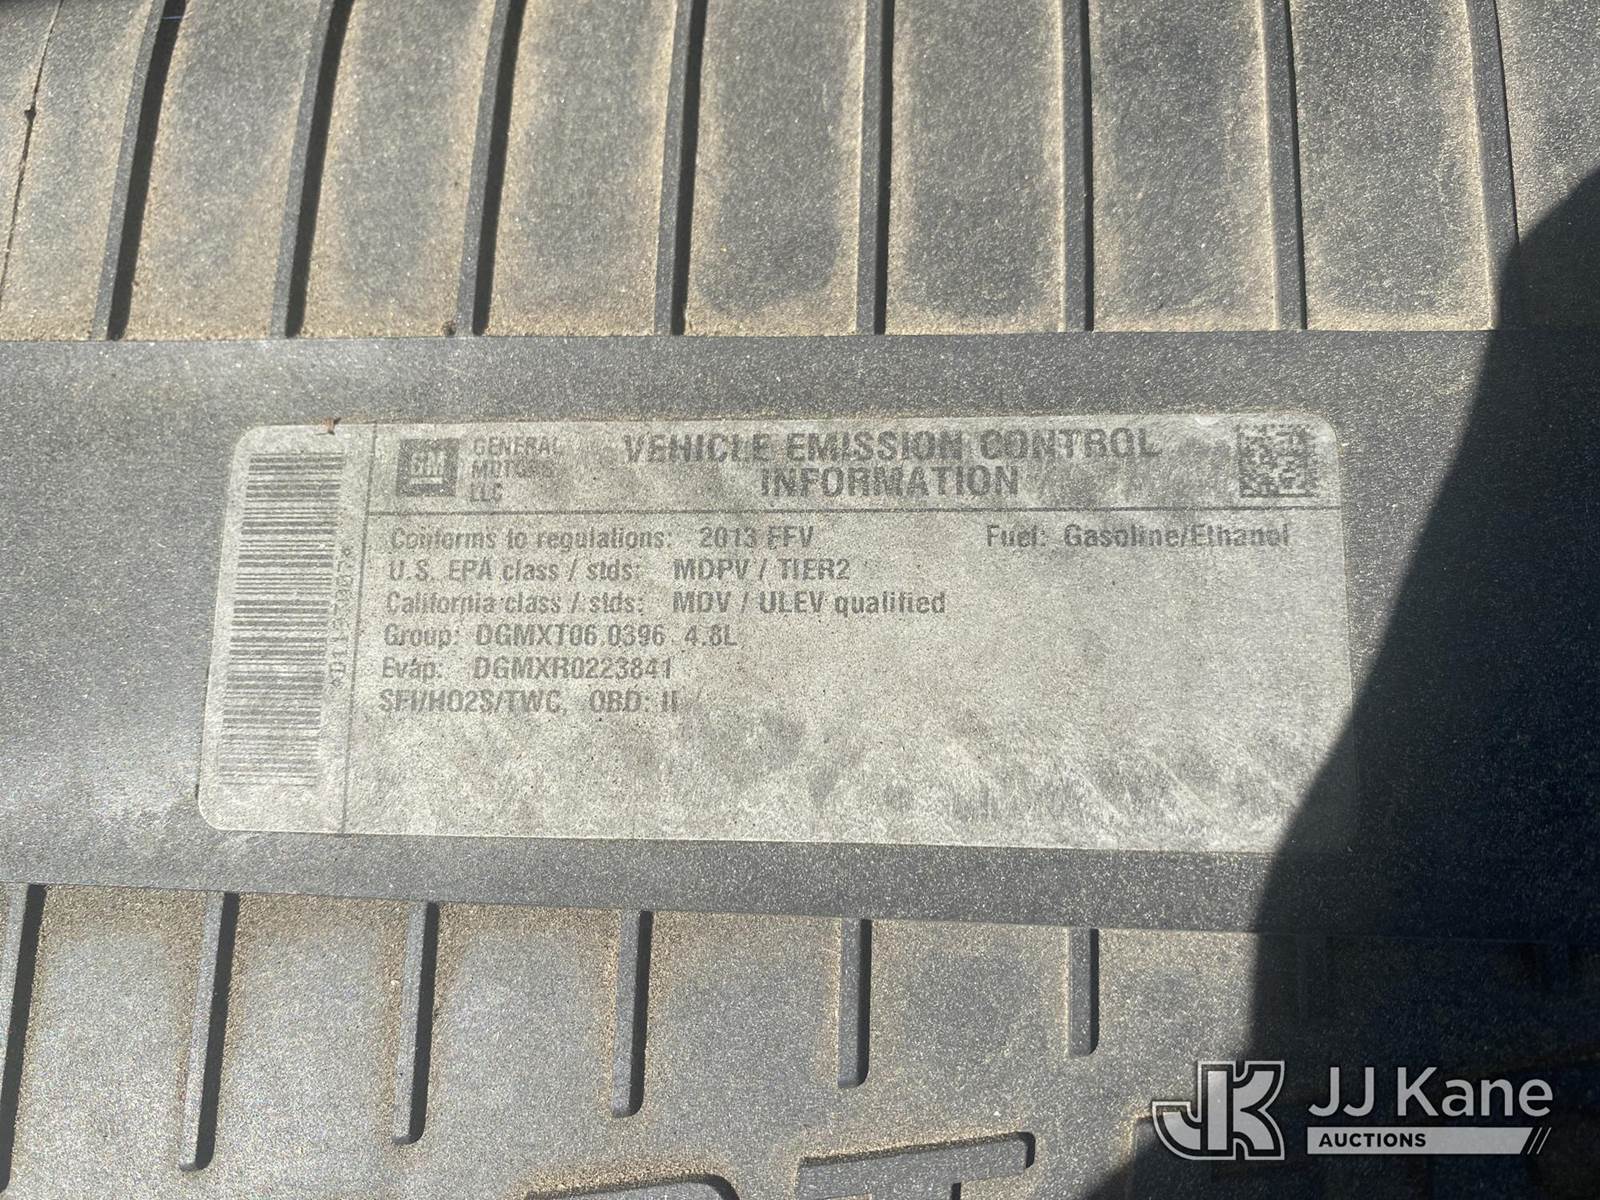 GM GENERAL MOTORS LLC
VEHICLE EMISSION CONTROL
INFORMATION
Conforms to regulations: 2013 FFV Fuel: Gasoline/Ethanol
U.S. EPA class / stds: MDPV / TIER2
California class / stds: MDV / ULEV qualified
Group: DGMXT06.0396 4.8L
Evap: DGMXR0223841
SFI/HO2S/TWC, OBD: II
JK JJ Kane
AUCTIONS